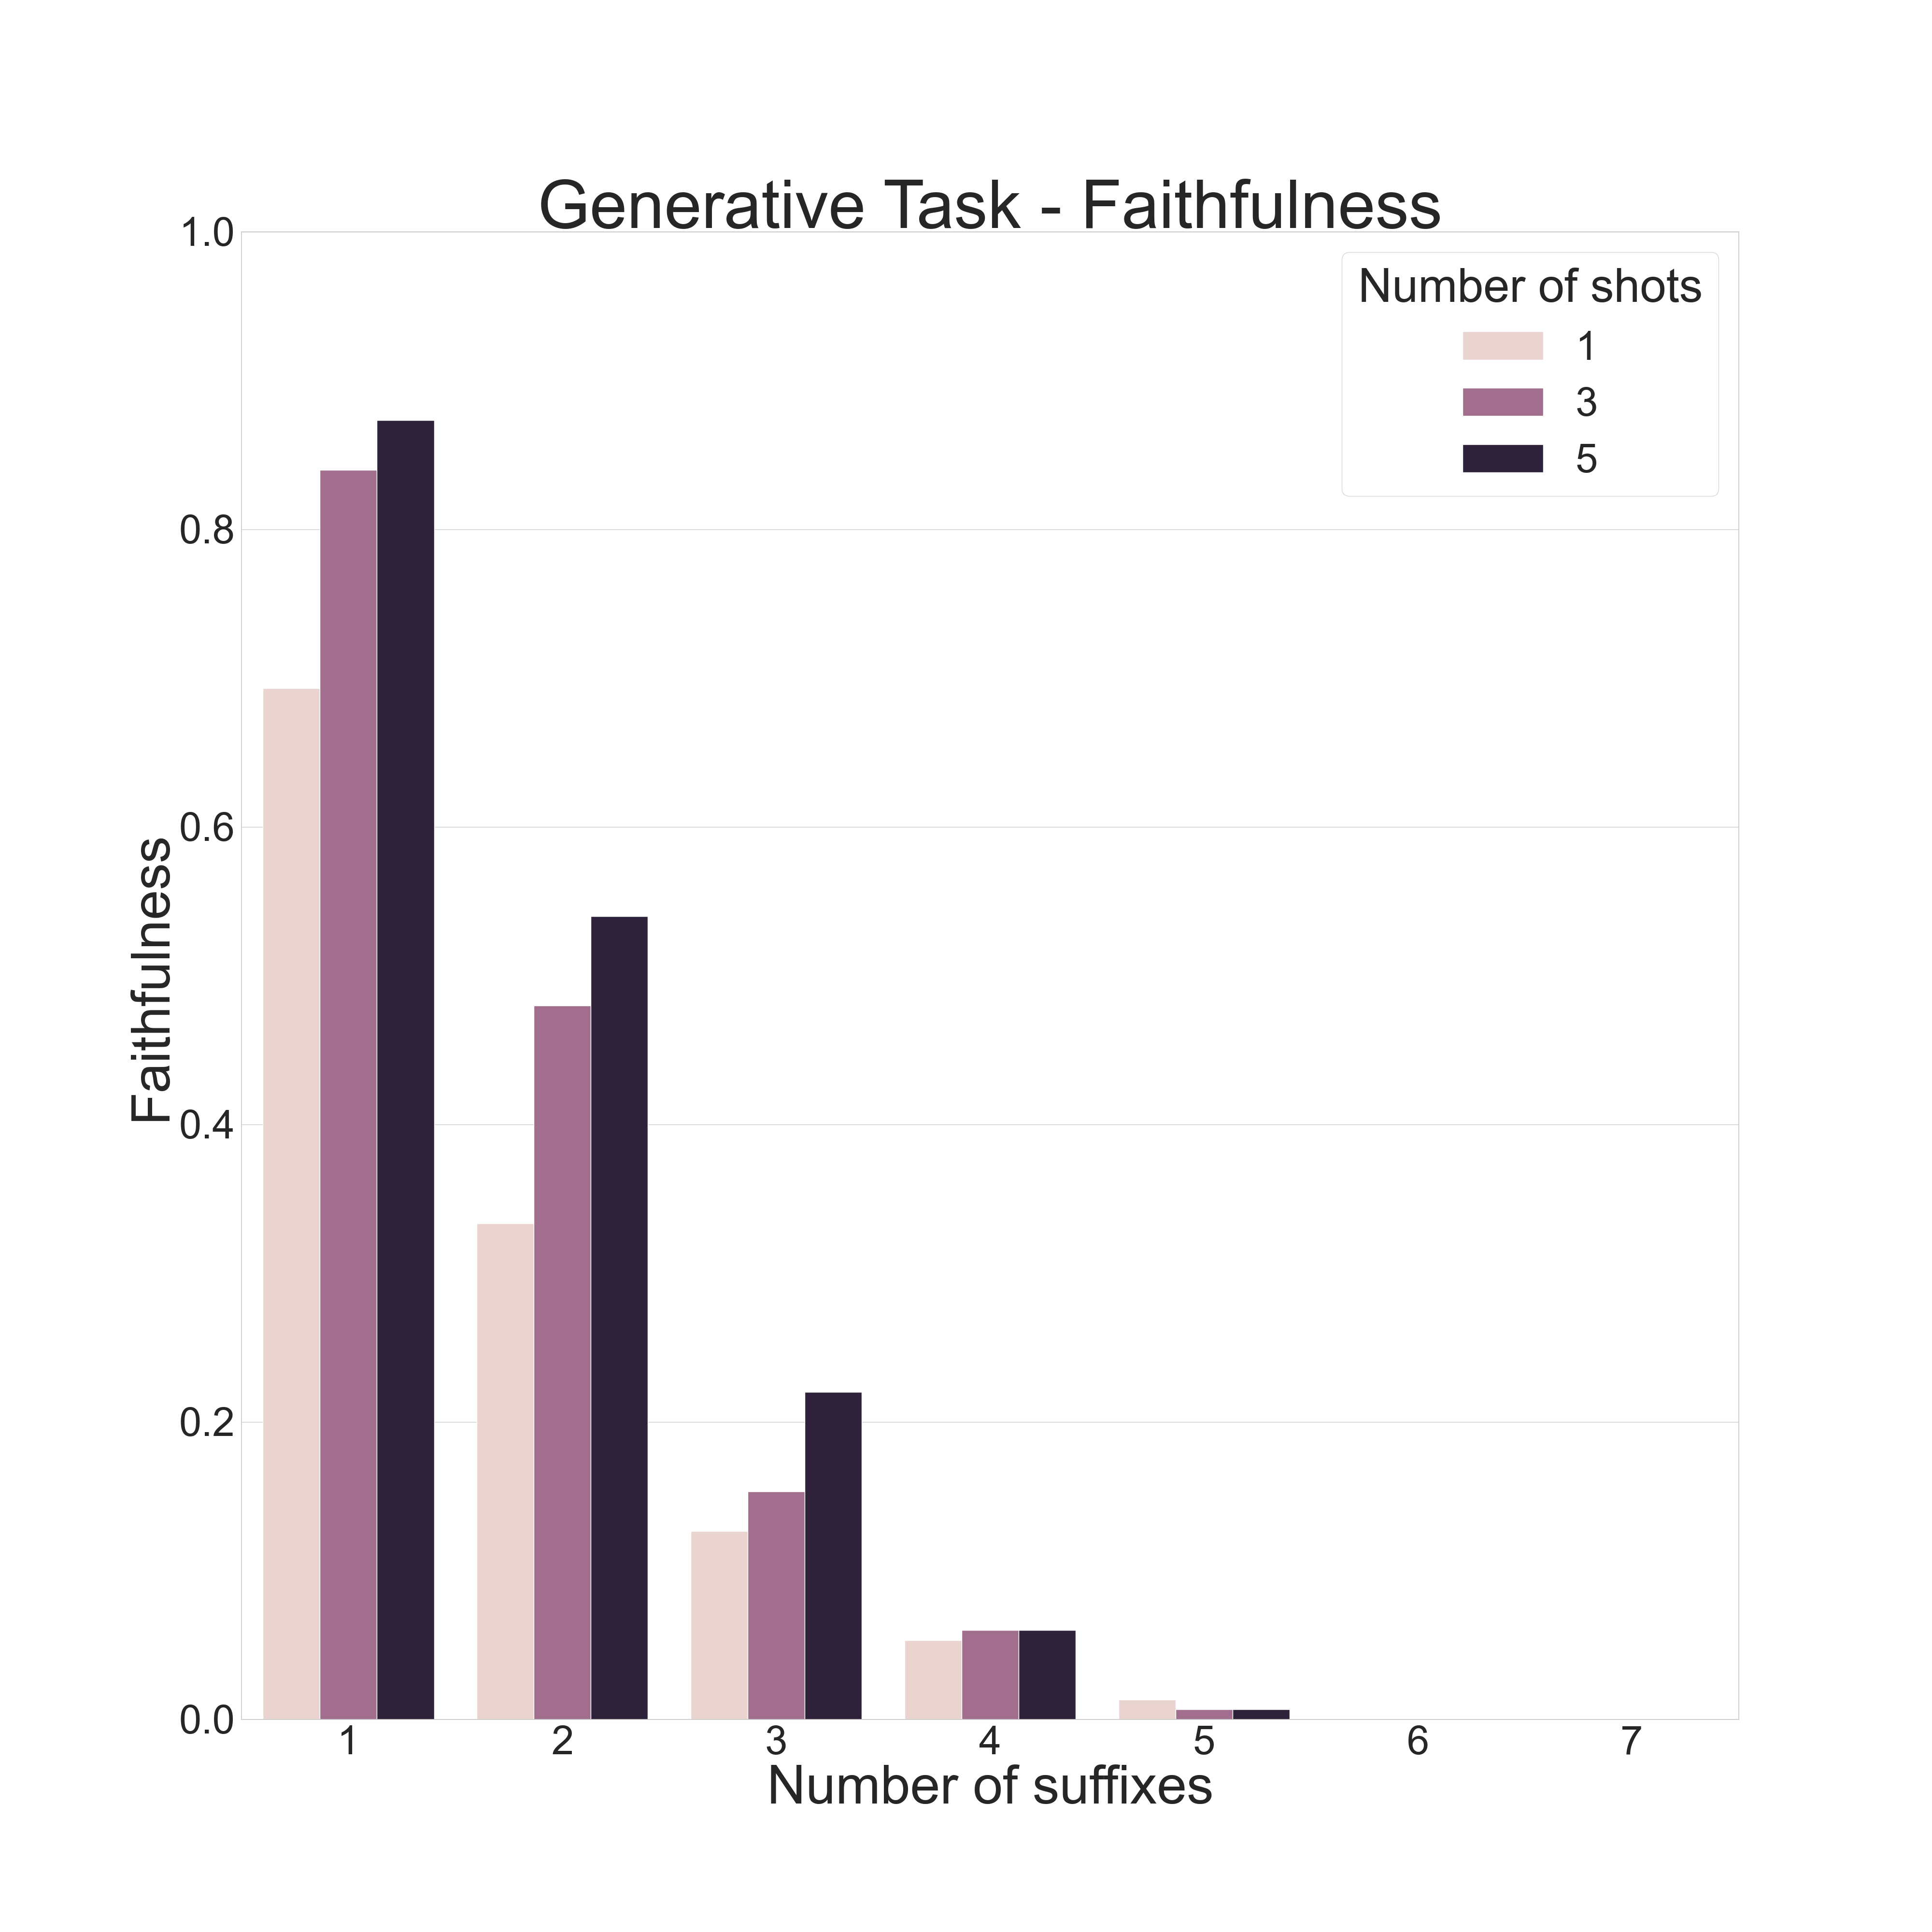 Generative Task - Faithfulness
1.0
0.8
0.6
0.4
0.2
0.0
Faithfulness
Number of shots
1
3
5
1 2 3 4 5 6 7
Number of suffixes